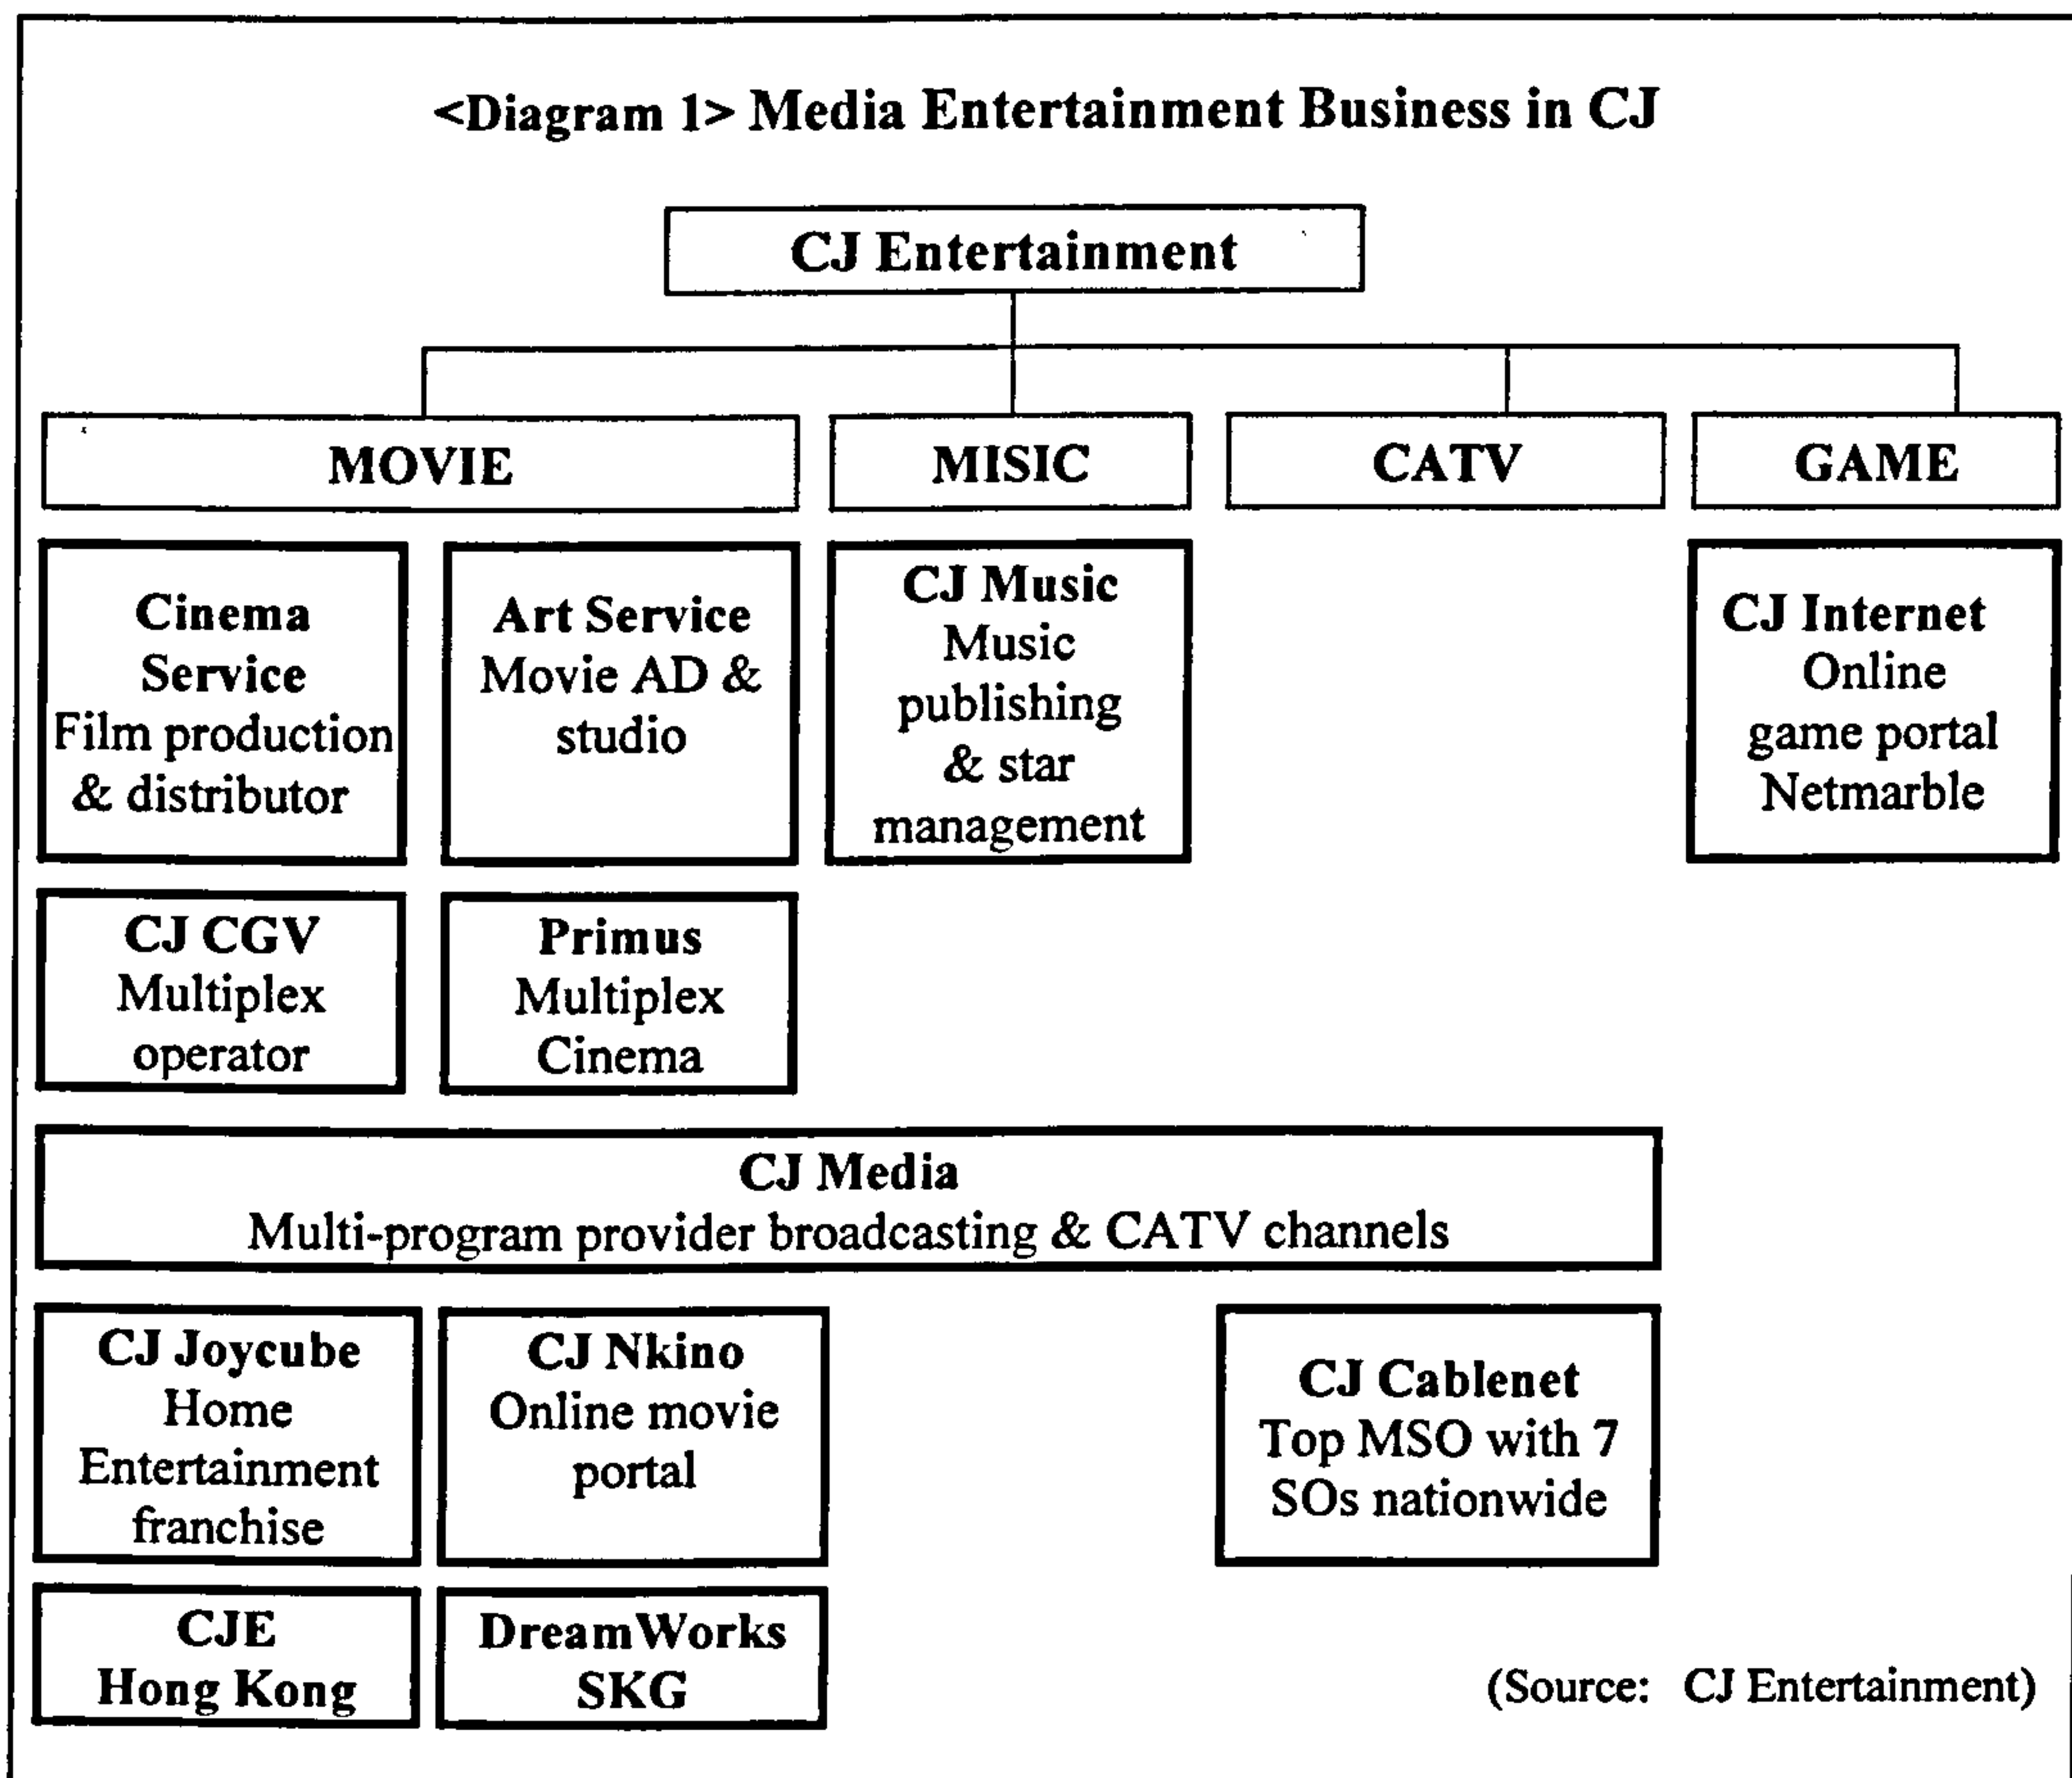 <Diagram 1> Media Entertainment Business in CJ
CJ Entertainment
MOVIE
MISIC
CATV
GAME
Cinema
Service
Film production
& distributor
Art Service
Movie AD &
studio
CJ Music
Music
publishing
& star
management
CJ Internet
Online
game portal
Netmarble
CJ CGV
Multiplex
operator
Primus
Multiplex
Cinema
CJ Media
Multi-program provider broadcasting & CATV channels
CJ Joycube
Home
Entertainment
franchise
CJ Nkino
Online movie
portal
CJ Cablenet
Top MSO with 7
SOs nationwide
CJE
Hong Kong
DreamWorks
SKG
(Source: CJ Entertainment)